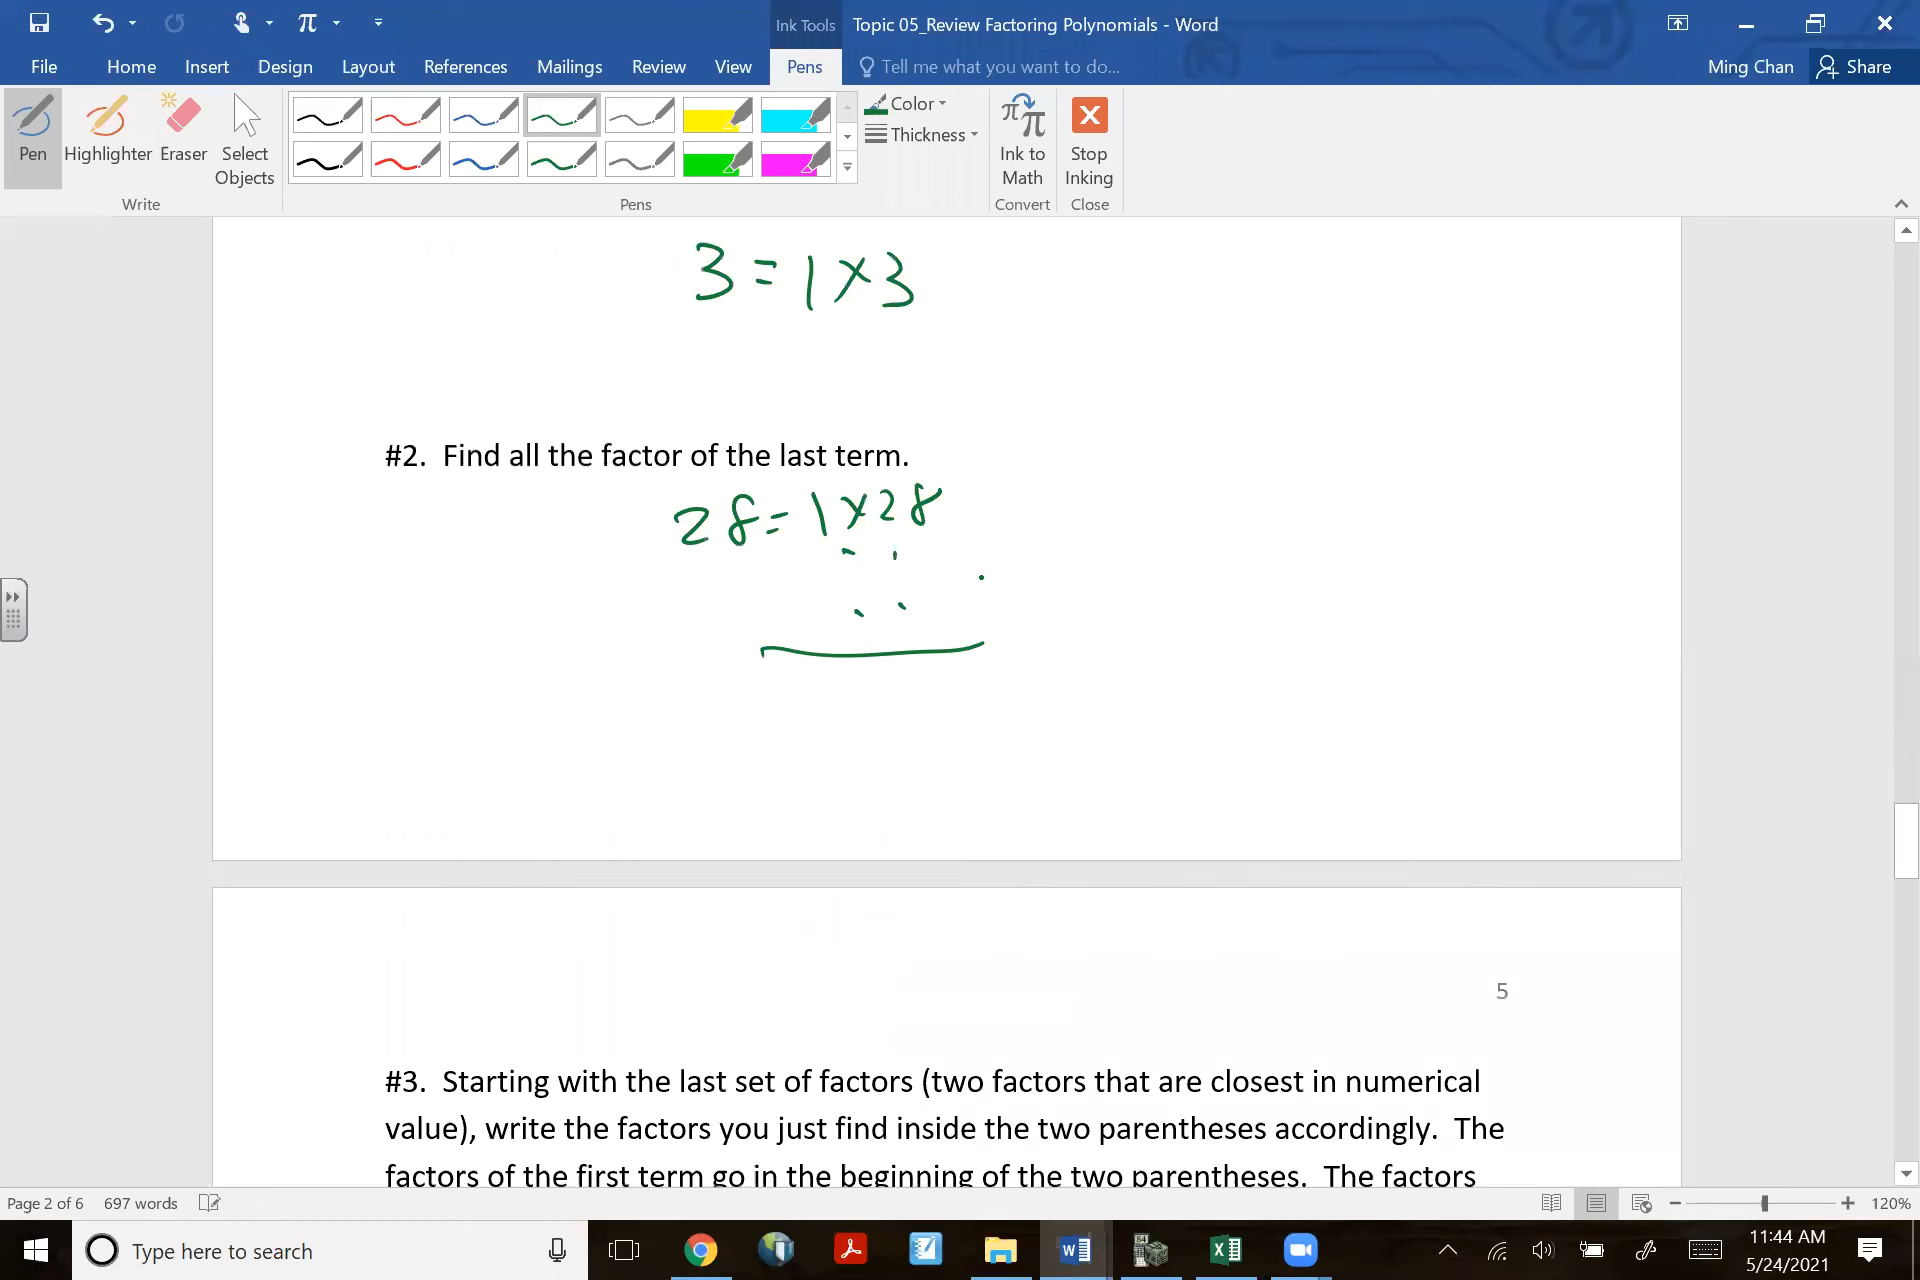 Ink Tools
Topic 05_Review Factoring Polynomials - Word
File Home Insert Design Layout References Mailings Review View Pens Tell me what you want to do... Ming Chan Share
Pen Highlighter Eraser Select Objects
Color
Thickness
Ink to Math
Stop Inking
Write Pens Convert Close
3 = 1 × 3
#2. Find all the factor of the last term.
28 = 1 × 28
5
#3. Starting with the last set of factors (two factors that are closest in numerical
value), write the factors you just find inside the two parentheses accordingly. The
factors of the first term go in the beginning of the two parentheses. The factors
Page 2 of 6 697 words 120%
Type here to search
11:44 AM
5/24/2021